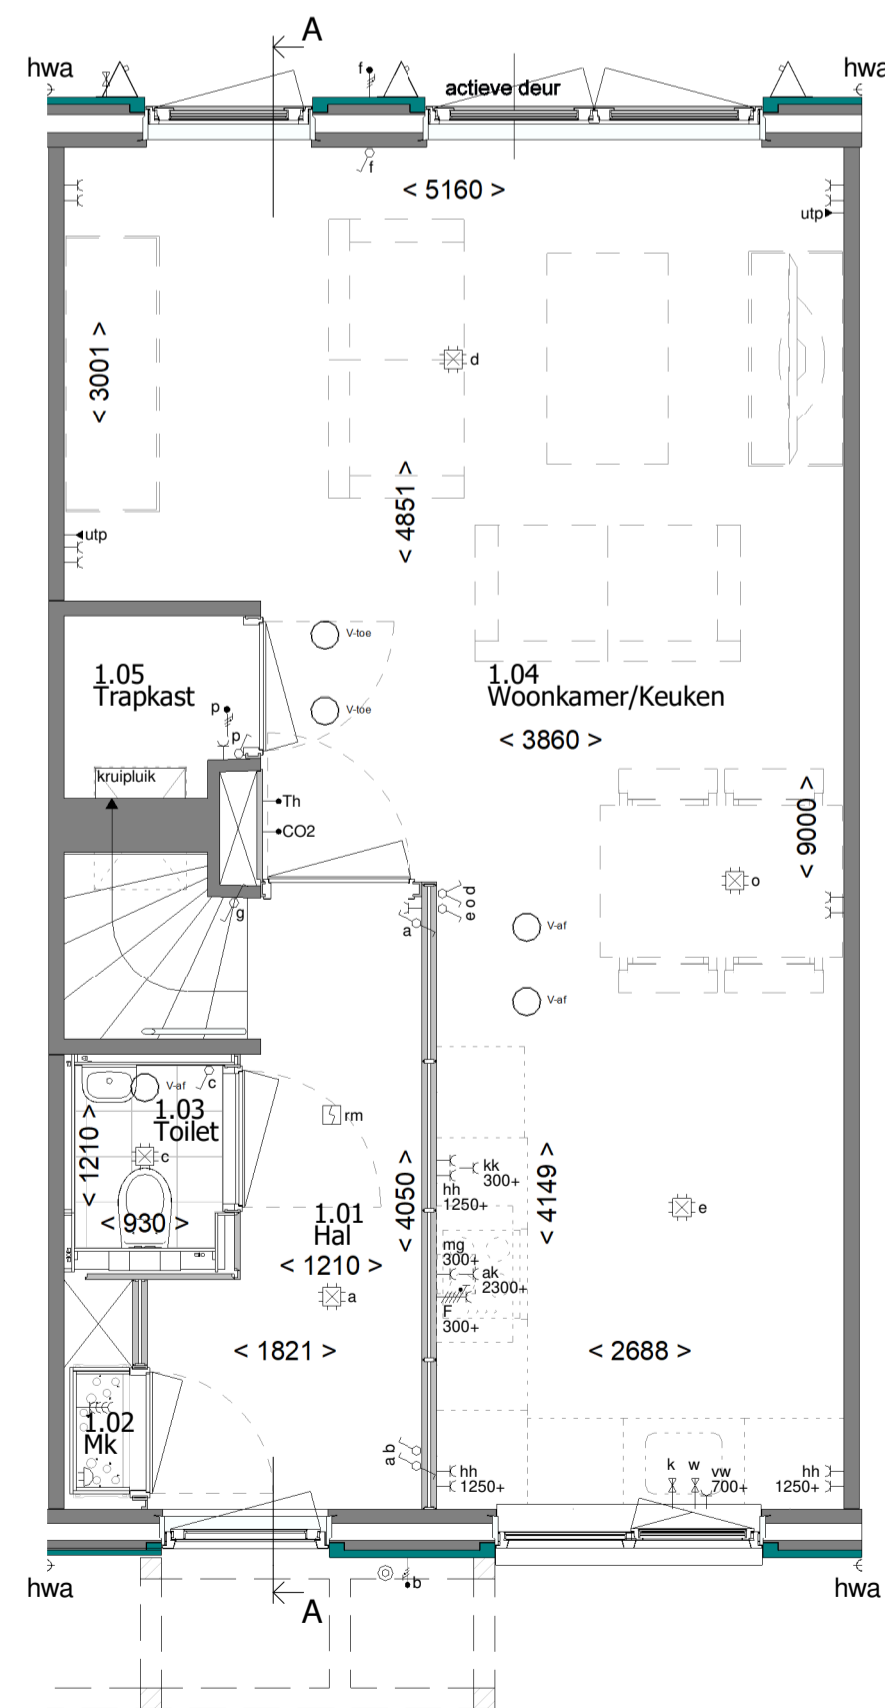 A
hwa
f
actieve deur
hwa
f
< 5160 >
utp
< 3001 >
d
< 4851 >
utp
V-toe
1.05
Trapkast
1.04
Woonkamer/Keuken
p
V-toe
p
< 3860 >
kruipluik
Th
CO2
< 9000 >
o
g
a
e o d
V-af
V-af
V-af
c
1.03
Toilet
rm
< 1210 >
c
kk
300+
hh
1250+
< 4149 >
< 4050 >
< 930 >
1.01
Hal
e
mg
300+
< 1210 >
ak
2300+
a
F
300+
< 1821 >
< 2688 >
1.02
Mk
a b
hh
1250+
k
w
vw
700+
hh
1250+
hwa
b
hwa
A